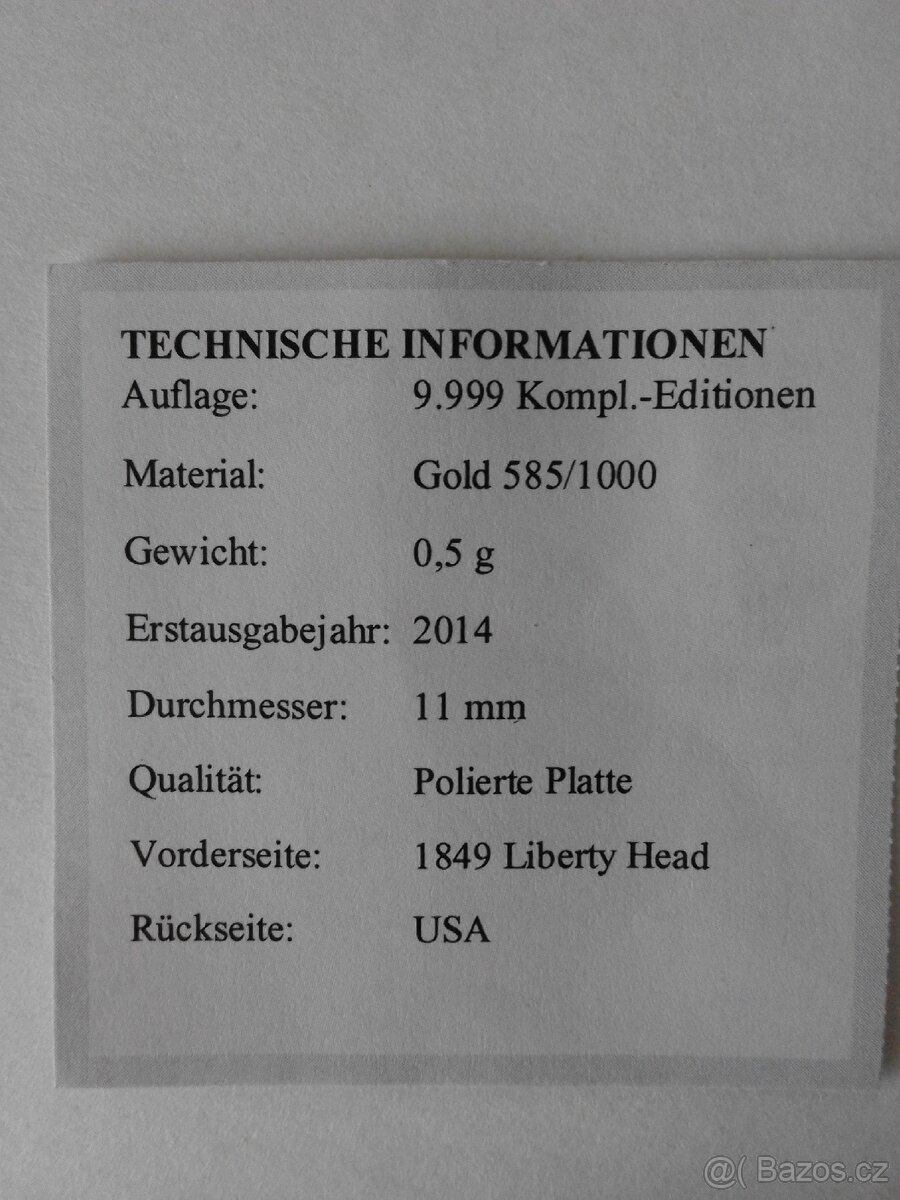 TECHNISCHE INFORMATIONEN
Auflage: 9.999 Kompl.-Editionen
Material: Gold 585/1000
Gewicht: 0,5 g
Erstausgabejahr: 2014
Durchmesser: 11 mm
Qualität: Polierte Platte
Vorderseite: 1849 Liberty Head
Rückseite: USA
@( Bazos.cz